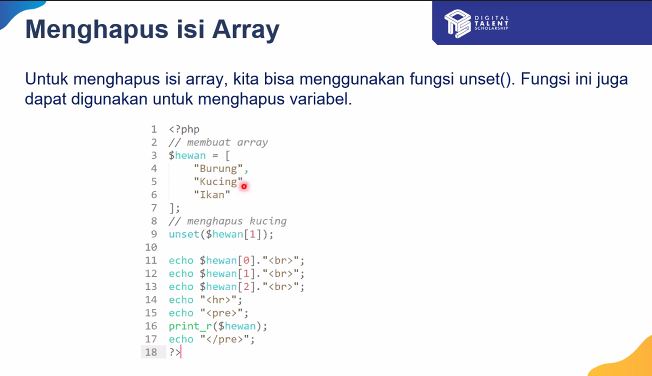 Menghapus isi Array
DIGITAL
TALENT
SCHOLARSHIP
Untuk menghapus isi array, kita bisa menggunakan fungsi unset(). Fungsi ini juga
dapat digunakan untuk menghapus variabel.
1 <?php
2 // membuat array
3 $hewan = [
4 "Burung",
5 "Kucing",
6 "Ikan"
7 ];
8 // menghapus kucing
9 unset($hewan[1]);
10
11 echo $hewan[0]."<br>";
12 echo $hewan[1]."<br>";
13 echo $hewan[2]."<br>";
14 echo "<hr>";
15 echo "<pre>";
16 print_r($hewan);
17 echo "</pre>";
18 ?>